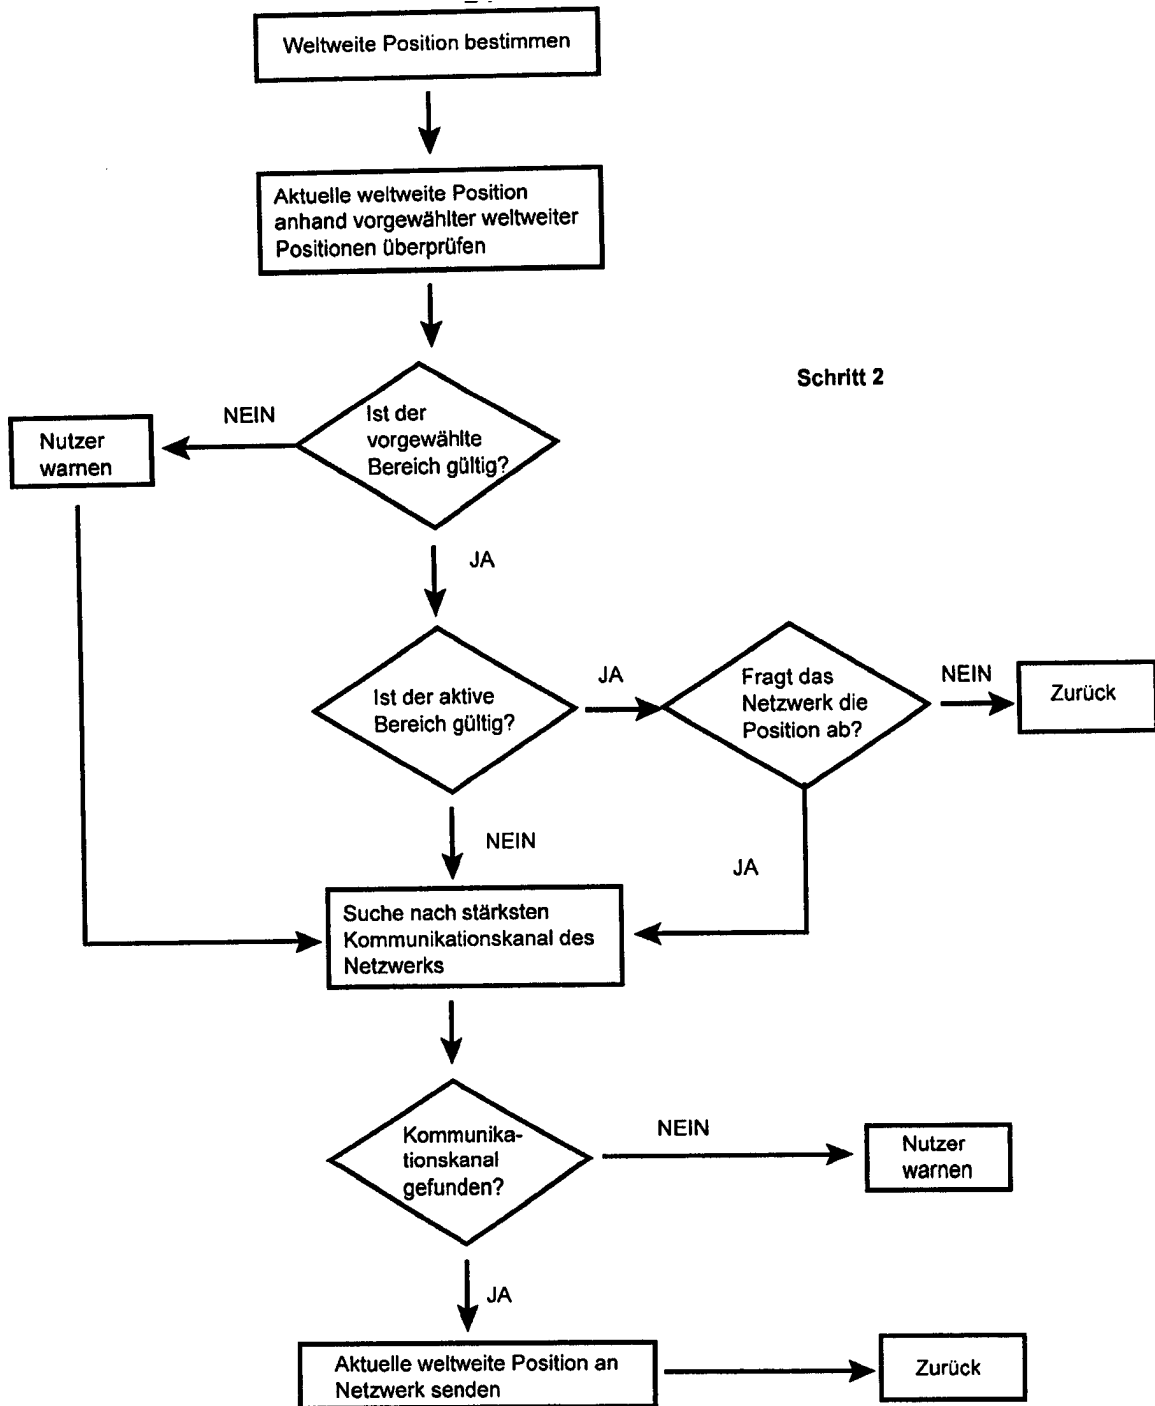 Weltweite Position bestimmen
Aktuelle weltweite Position
anhand vorgewählter weltweiter
Positionen überprüfen
Schritt 2
NEIN
Ist der
vorgewählte
Bereich gültig?
Nutzer
warnen
JA
Ist der aktive
Bereich gültig?
JA
Fragt das
Netzwerk die
Position ab?
NEIN
Zurück
NEIN
JA
Suche nach stärksten
Kommunikationskanal des
Netzwerks
Kommunika-
tionskanal
gefunden?
NEIN
Nutzer
warnen
JA
Aktuelle weltweite Position an
Netzwerk senden
Zurück